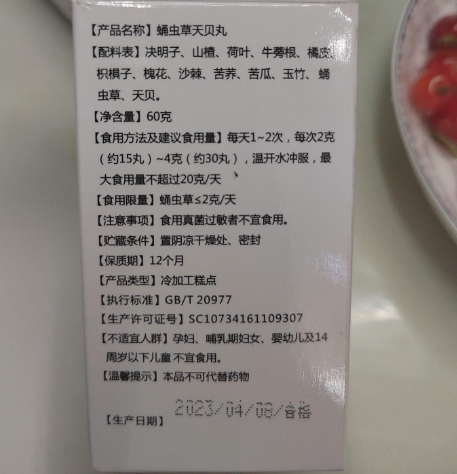 【产品名称】蛹虫草天贝丸
【配料表】决明子、山楂、荷叶、牛蒡根、橘皮、
枳椇子、槐花、沙棘、苦荞、苦瓜、玉竹、蛹
虫草、天贝。
【净含量】60克
【食用方法及建议食用量】每天1~2次，每次2克
（约15丸）~4克（约30丸），温开水冲服，最
大食用量不超过20克/天
【食用限量】蛹虫草≤2克/天
【注意事项】食用真菌过敏者不宜食用。
【贮藏条件】置阴凉干燥处、密封
【保质期】12个月
【产品类型】冷加工糕点
【执行标准】GB/T 20977
【生产许可证号】SC10734161109307
【不适宜人群】孕妇、哺乳期妇女、婴幼儿及14
周岁以下儿童不宜食用。
【温馨提示】本品不可代替药物
【生产日期】2023/04/08/合格